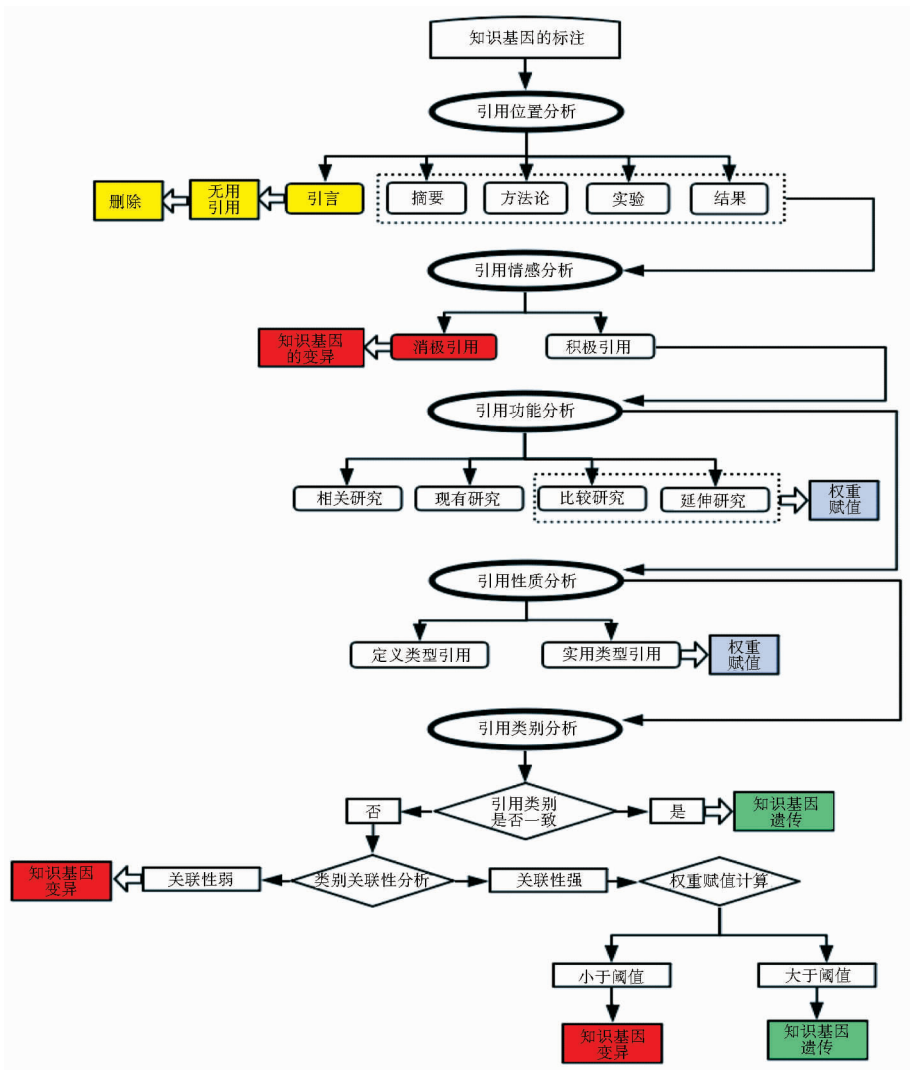 知识基因的标注
引用位置分析
删除
无用
引用
引言
摘要
方法论
实验
结果
引用情感分析
知识基因
的变异
消极引用
积极引用
引用功能分析
相关研究
现有研究
比较研究
延伸研究
权重
赋值
引用性质分析
定义类型引用
实用类型引用
权重
赋值
引用类别分析
否
引用类别
是否一致
是
知识基因
遗传
知识基因
变异
关联性弱
类别关联性分析
关联性强
权重赋值计算
小于阈值
大于阈值
知识基因
变异
知识基因
遗传